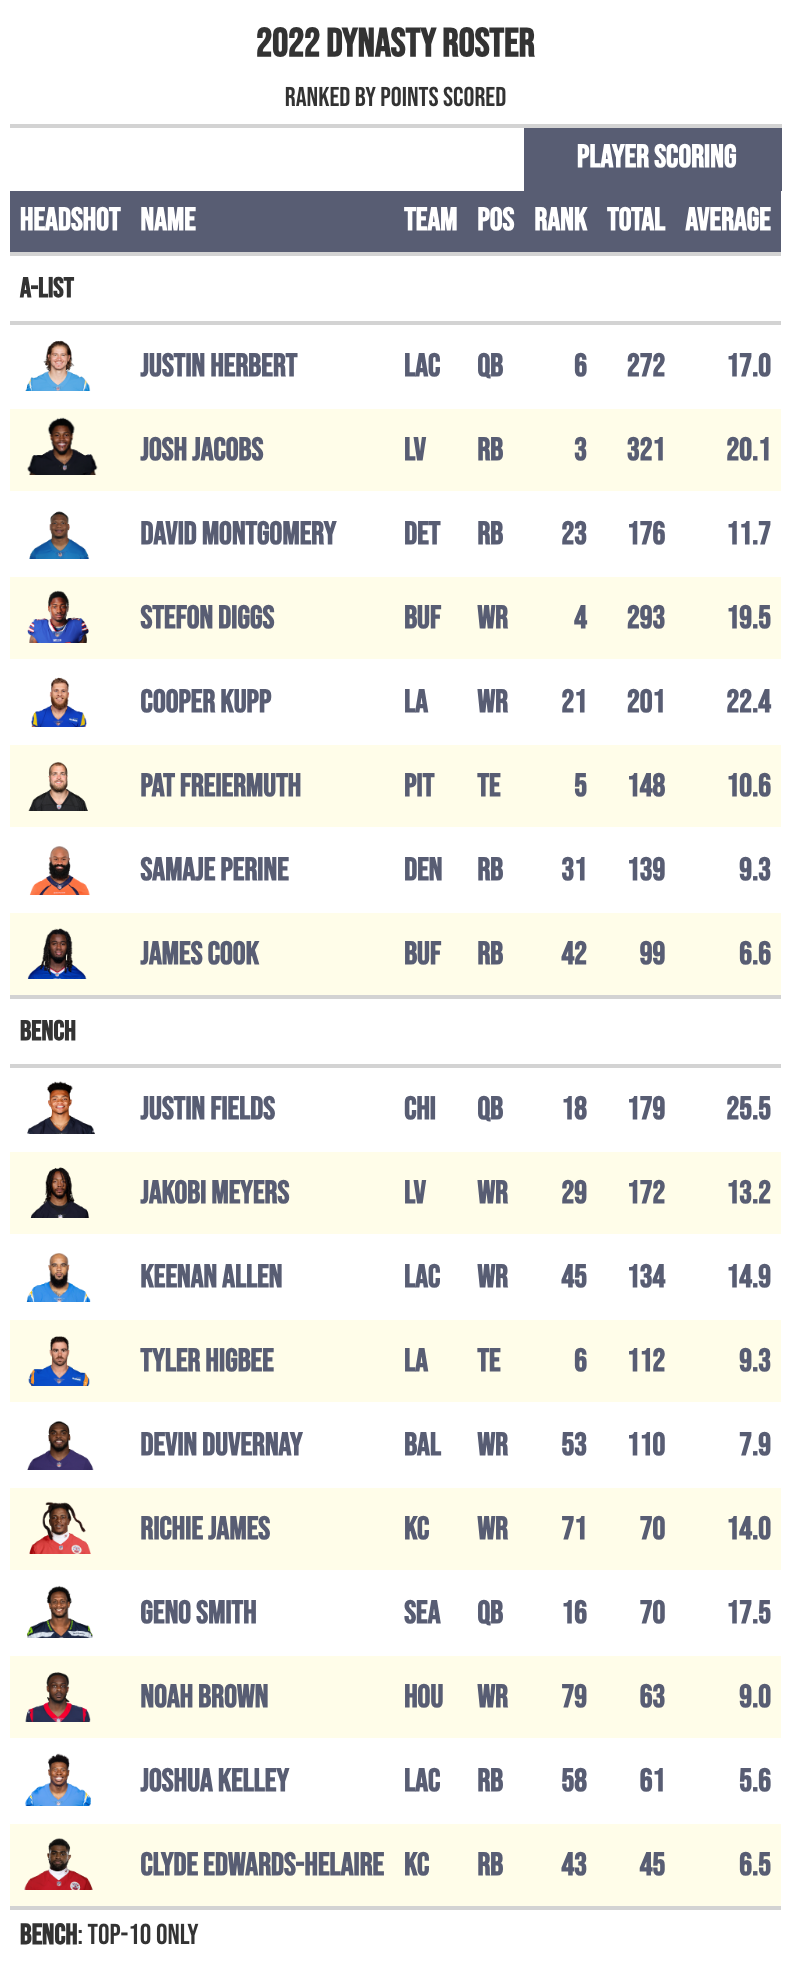 2022 DYNASTY ROSTER
RANKED BY POINTS SCORED
PLAYER SCORING
HEADSHOT NAME TEAM POS RANK TOTAL AVERAGE
A-LIST
JUSTIN HERBERT LAC QB 6 272 17.0
JOSH JACOBS LV RB 3 321 20.1
DAVID MONTGOMERY DET RB 23 176 11.7
STEFON DIGGS BUF WR 4 293 19.5
COOPER KUPP LA WR 21 201 22.4
PAT FREIERMUTH PIT TE 5 148 10.6
SAMAJE PERINE DEN RB 31 139 9.3
JAMES COOK BUF RB 42 99 6.6
BENCH
JUSTIN FIELDS CHI QB 18 179 25.5
JAKOBI MEYERS LV WR 29 172 13.2
KEENAN ALLEN LAC WR 45 134 14.9
TYLER HIGBEE LA TE 6 112 9.3
DEVIN DUVERNAY BAL WR 53 110 7.9
RICHIE JAMES KC WR 71 70 14.0
GENO SMITH SEA QB 16 70 17.5
NOAH BROWN HOU WR 79 63 9.0
JOSHUA KELLEY LAC RB 58 61 5.6
CLYDE EDWARDS-HELAIRE KC RB 43 45 6.5
BENCH: TOP-10 ONLY